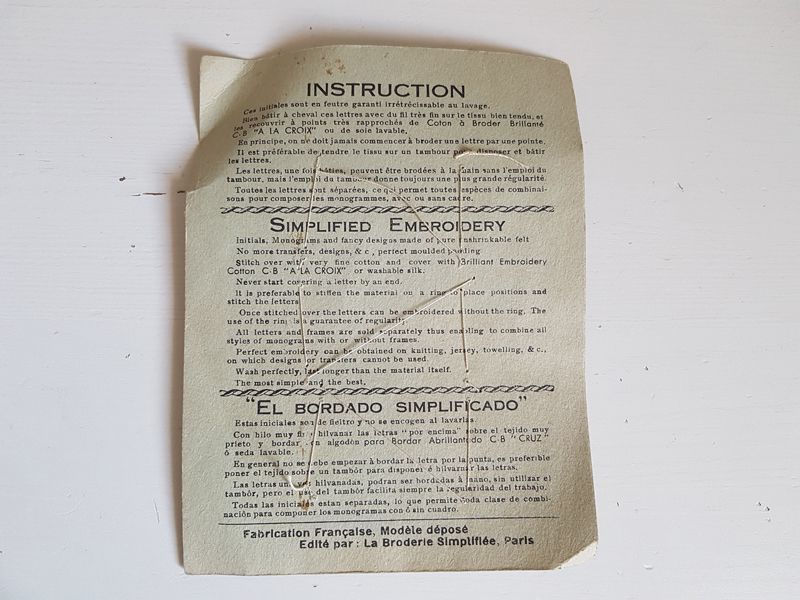 INSTRUCTION
Ces initiales sont en feutre garanti irrétrécissable au lavage.
Bien bâtir à cheval ces lettres avec du fil très fin sur le tissu bien tendu, et
les recouvrir à points très rapprochés de Coton à Broder Brillanté
C·B "A LA CROIX" ou de soie lavable.
En principe, on ne doit jamais commencer à broder une lettre par une pointe.
Il est préférable de tendre le tissu sur un tambour pour disposer et bâtir
les lettres.
Les lettres, une fois bâties, peuvent être brodées à la main sans l'emploi du
tambour, mais l'emploi du tambour donne toujours une plus grande régularité.
Toutes les lettres sont séparées, ce qui permet toutes espèces de combinai-
sons pour composer les monogrammes, avec ou sans cadre.
SIMPLIFIED EMBROIDERY
Initials, Monograms and fancy designs made of pure unshrinkable felt
No more transfers, designs, & c, perfect moulded padding
Stitch over with very fine cotton and cover with Brilliant Embroidery
Cotton C·B "A LA CROIX" or washable silk.
Never start covering a letter by an end.
It is preferable to stiffen the material on a ring to place positions and
stitch the letters
Once stitched over the letters can be embroidered without the ring. The
use of the ring is a guarantee of regularity.
All letters and frames are sold separately thus enabling to combine all
styles of monograms with or without frames.
Perfect embroidery can be obtained on knitting, jersey, towelling, & c.,
on which designs or transfers cannot be used.
Wash perfectly, last longer than the material itself.
The most simple and the best.
"EL BORDADO SIMPLIFICADO"
Estas iniciales son de fieltro y no se encogen al lavarlas.
Con hilo muy fino hilvanar las letras "por encima" sobre el tejido muy
prieto y bordar con algodón para Bordar Abrillantado C·B "CRUZ"
ó seda lavable.
En general no se debe empezar à bordar la letra por la punta, es preferible
poner el tejido sobre un tambór para disponer é hilvanar las letras.
Las letras una vez hilvanadas, podran ser bordadas à mano, sin utilizar el
tambór, pero el uso del tambór facilita siempre la regularidad del trabajo.
Todas las iniciales estan separadas, lo que permite toda clase de combi-
nación para componer los monogramas con ó sin cuadro.
Fabrication Française, Modèle déposé
Edité par : La Broderie Simplifiée, Paris